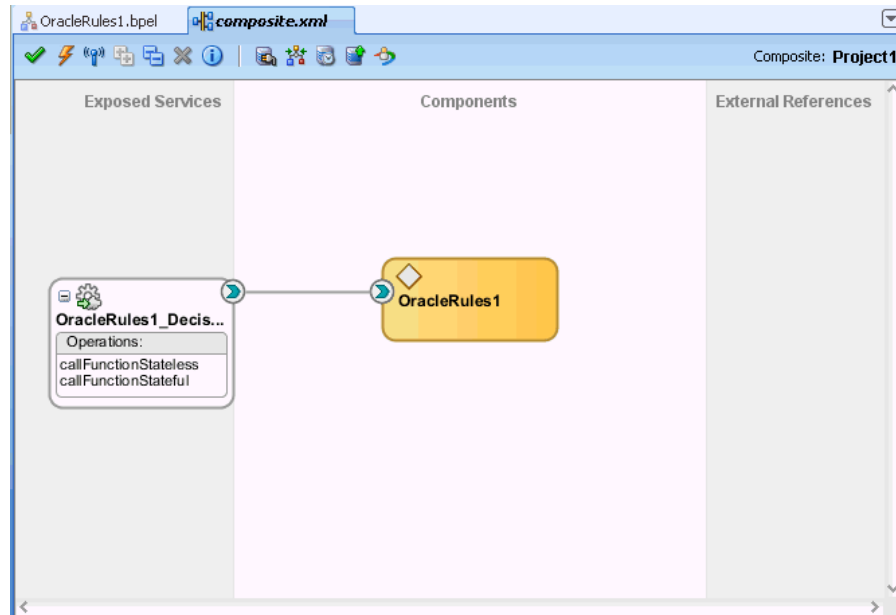 OracleRules1.bpel
composite.xml
Composite: Project1
Exposed Services
Components
External References
OracleRules1_Decis...
Operations:
callFunctionStateless
callFunctionStateful
OracleRules1